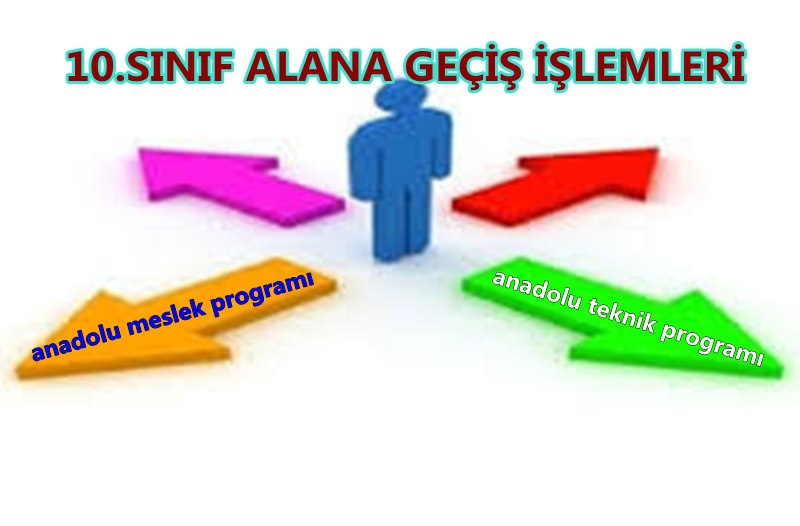 10.SINIF ALANA GEÇİŞ İŞLEMLERİ
anadolu meslek programı
anadolu teknik programı